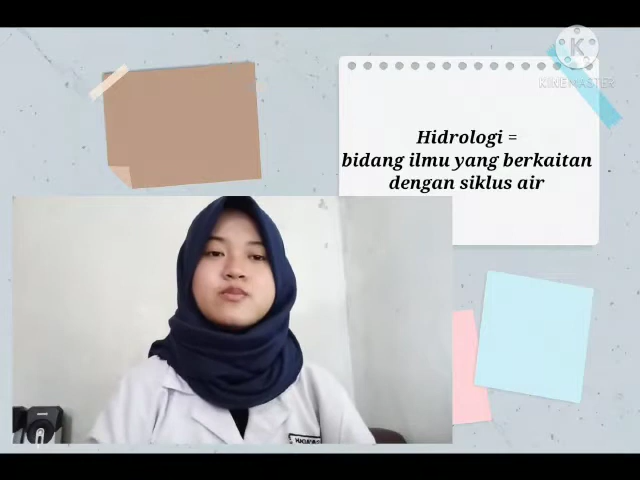 KINEMASTER
Hidrologi =
bidang ilmu yang berkaitan
dengan siklus air